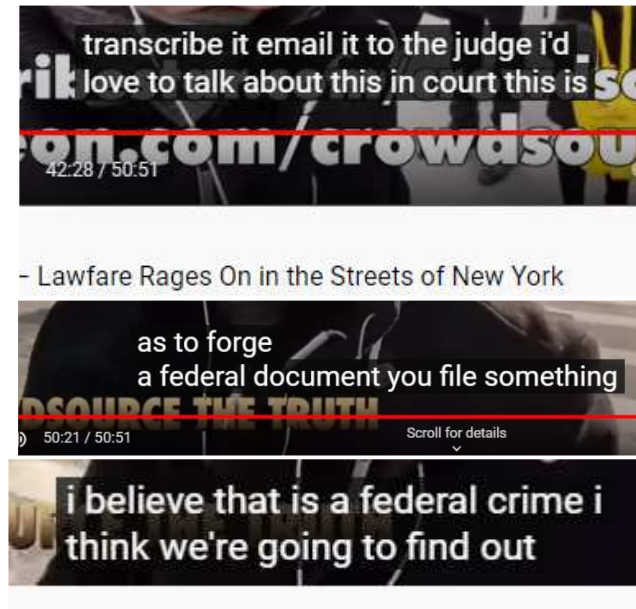 transcribe it email it to the judge i'd
love to talk about this in court this is
eon.com/crowdsou
42:28 / 50:51
– Lawfare Rages On in the Streets of New York
as to forge
a federal document you file something
DSOURCE THE TRUTH
50:21 / 50:51
Scroll for details
i believe that is a federal crime i
think we're going to find out